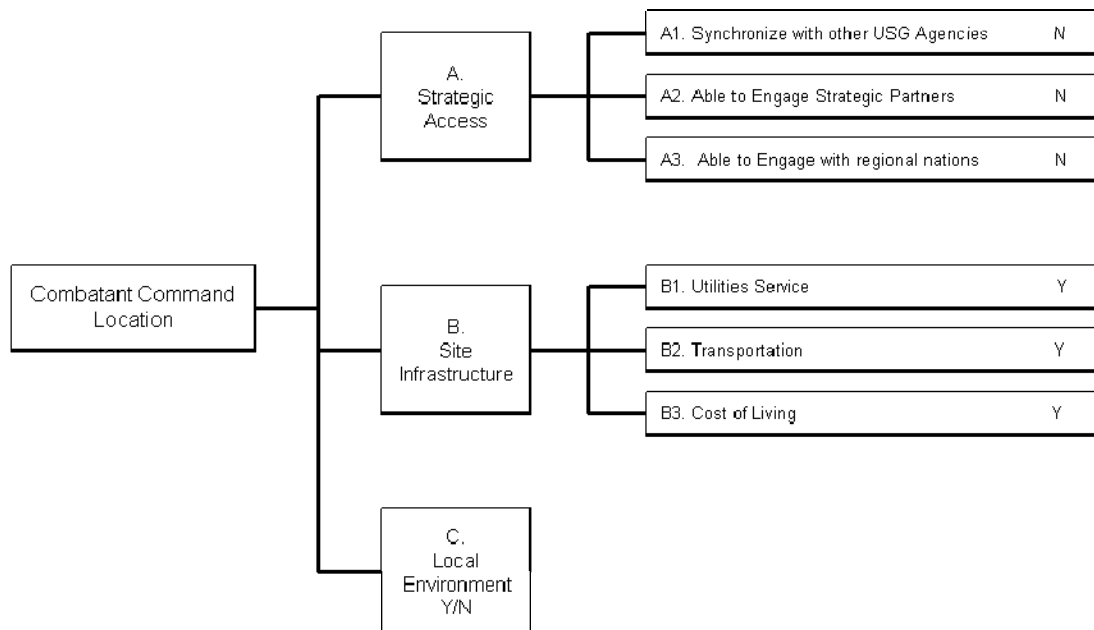 Combatant Command
Location
A.
Strategic
Access
A1. Synchronize with other USG Agencies N
A2. Able to Engage Strategic Partners N
A3. Able to Engage with regional nations N
B.
Site
Infrastructure
B1. Utilities Service Y
B2. Transportation Y
B3. Cost of Living Y
C.
Local
Environment
Y/N